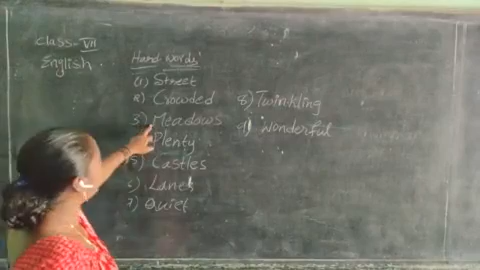 Class- VII
English.
Hard words'
(1) Street
2) Crowded
3) Meadows
Plenty
5) Castles
6) Lanes
7) Quiet
8) Twinkling
9) Wonderful